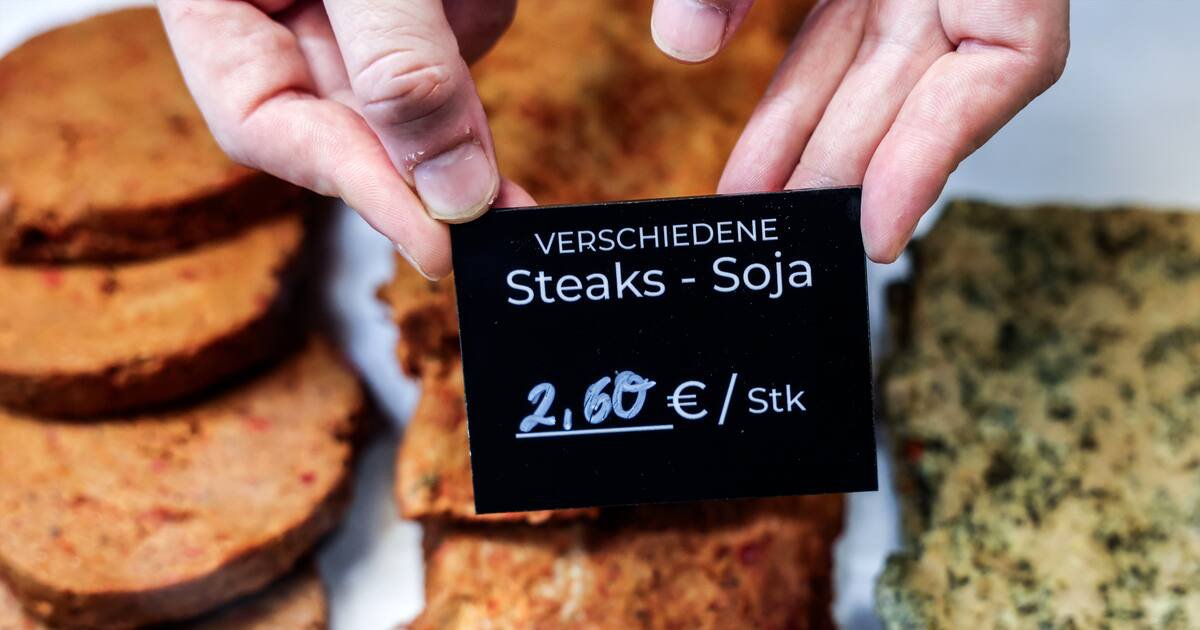 VERSCHIEDENE
Steaks - Soja
2,60 € / Stk